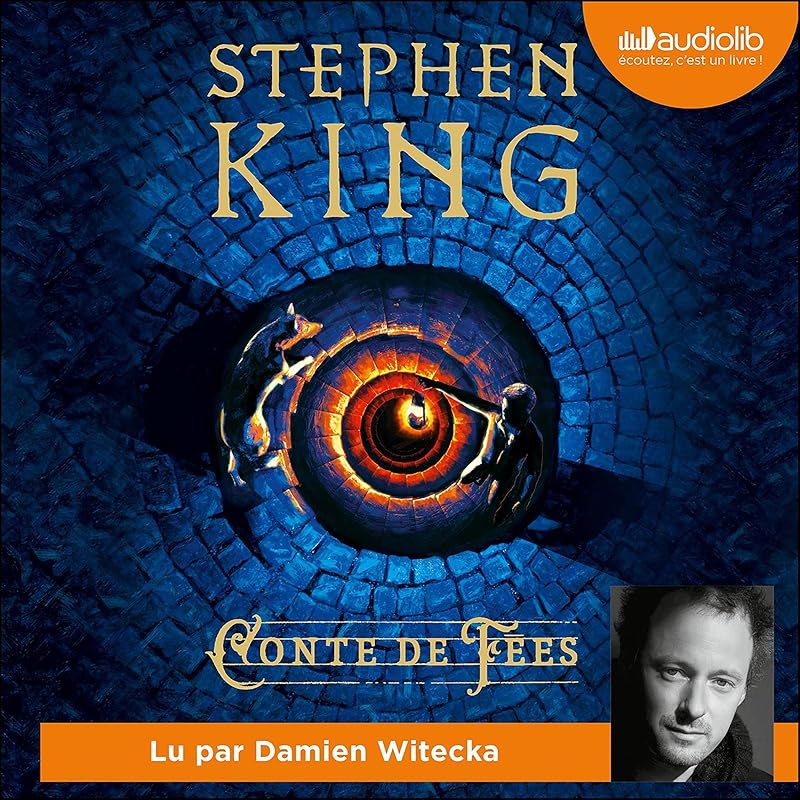 audiolib
écoutez, c'est un livre !
STEPHEN
KING
CONTE DE FÉES
Lu par Damien Witecka